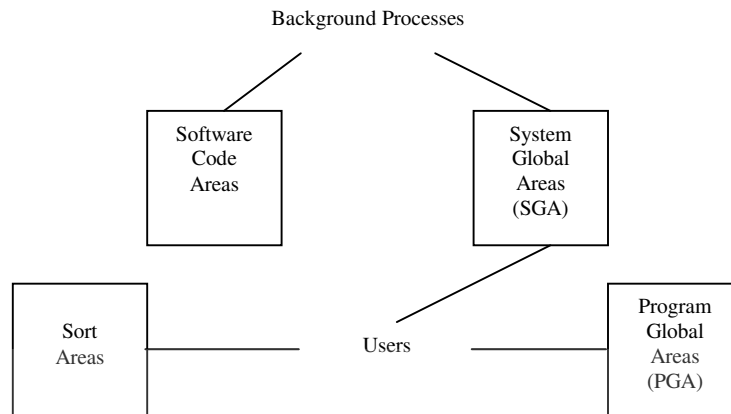 Background Processes
Software
Code
Areas
System
Global
Areas
(SGA)
Sort
Areas
Users
Program
Global
Areas
(PGA)